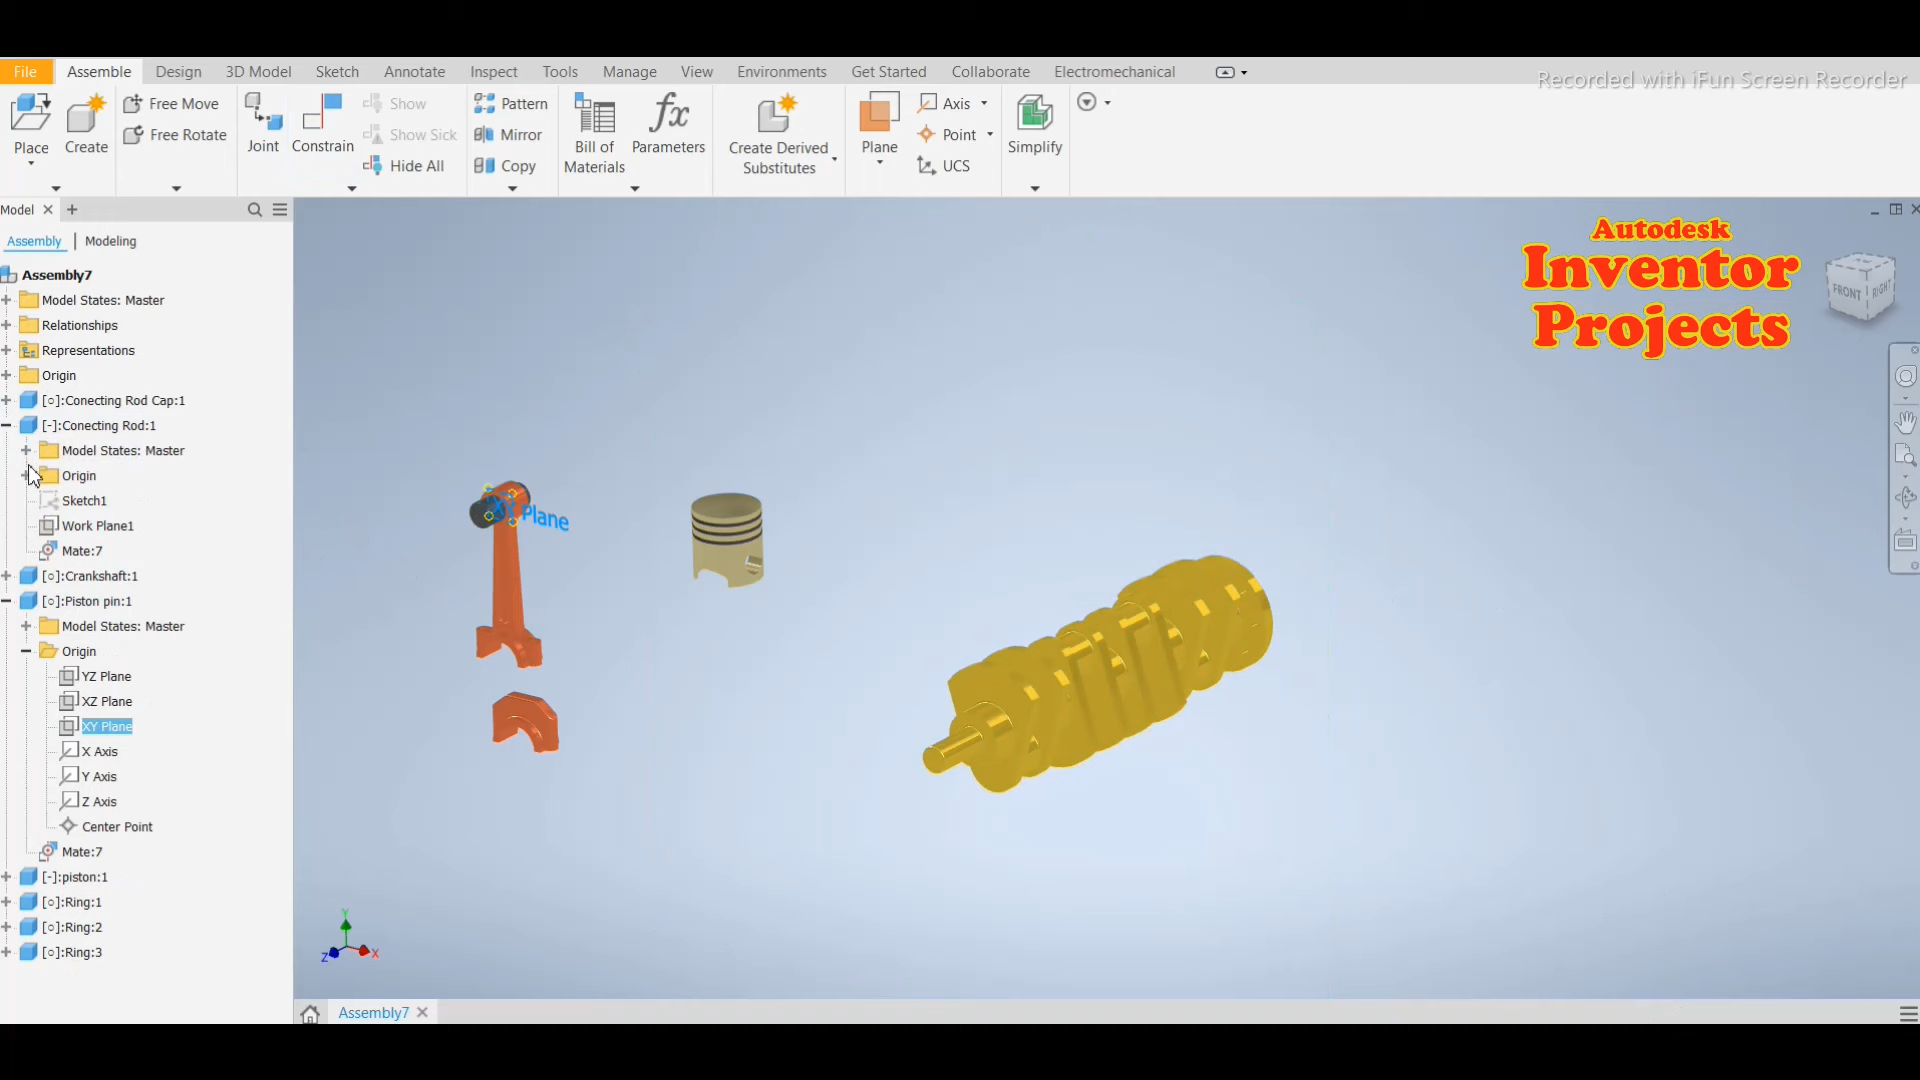 File Assemble Design 3D Model Sketch Annotate Inspect Tools Manage View Environments Get Started Collaborate Electromechanical
Recorded with iFun Screen Recorder
Place
Create
Free Move
Free Rotate
Joint
Constrain
Show
Show Sick
Hide All
Pattern
Mirror
Copy
Bill of
Materials
Parameters
Create Derived
Substitutes
Plane
Axis
Point
UCS
Simplify
Model
Assembly | Modeling
Assembly7
Model States: Master
Relationships
Representations
Origin
[○]:Conecting Rod Cap:1
[-]:Conecting Rod:1
Model States: Master
Origin
Sketch1
Work Plane1
Mate:7
[○]:Crankshaft:1
[○]:Piston pin:1
Model States: Master
Origin
YZ Plane
XZ Plane
XY Plane
X Axis
Y Axis
Z Axis
Center Point
Mate:7
[-]:piston:1
[○]:Ring:1
[○]:Ring:2
[○]:Ring:3
XY Plane
Autodesk
Inventor
Projects
FRONT RIGHT
Y
Z X
Assembly7